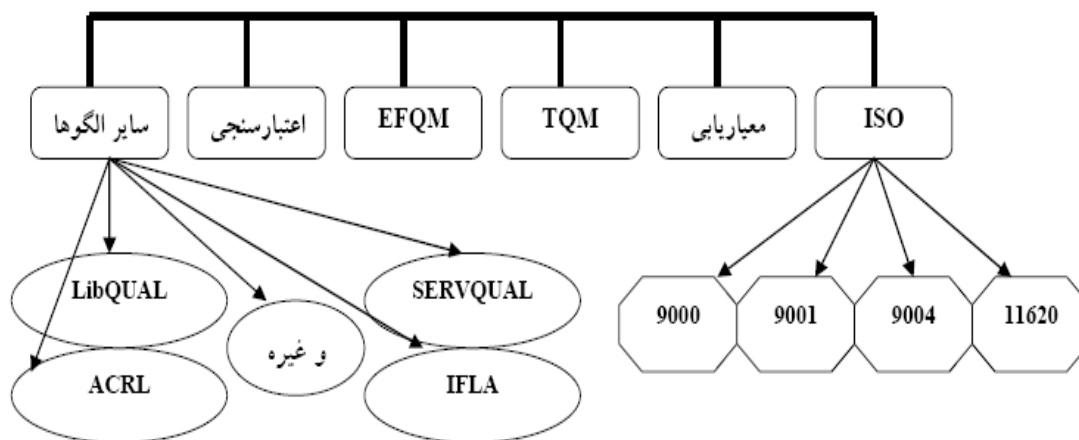 ISO
معیاریابی
TQM
EFQM
اعتبارسنجی
سایر الگوها
11620
9004
9001
9000
SERVQUAL
LibQUAL
و غیره
IFLA
ACRL